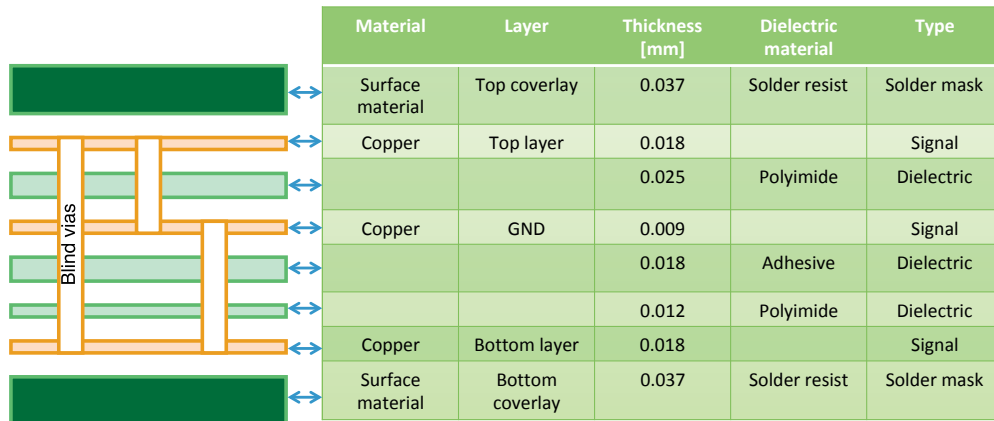 Material Layer Thickness [mm] Dielectric material Type
Surface material Top coverlay 0.037 Solder resist Solder mask
Copper Top layer 0.018 Signal
0.025 Polyimide Dielectric
Copper GND 0.009 Signal
0.018 Adhesive Dielectric
0.012 Polyimide Dielectric
Copper Bottom layer 0.018 Signal
Surface material Bottom coverlay 0.037 Solder resist Solder mask
Blind vias